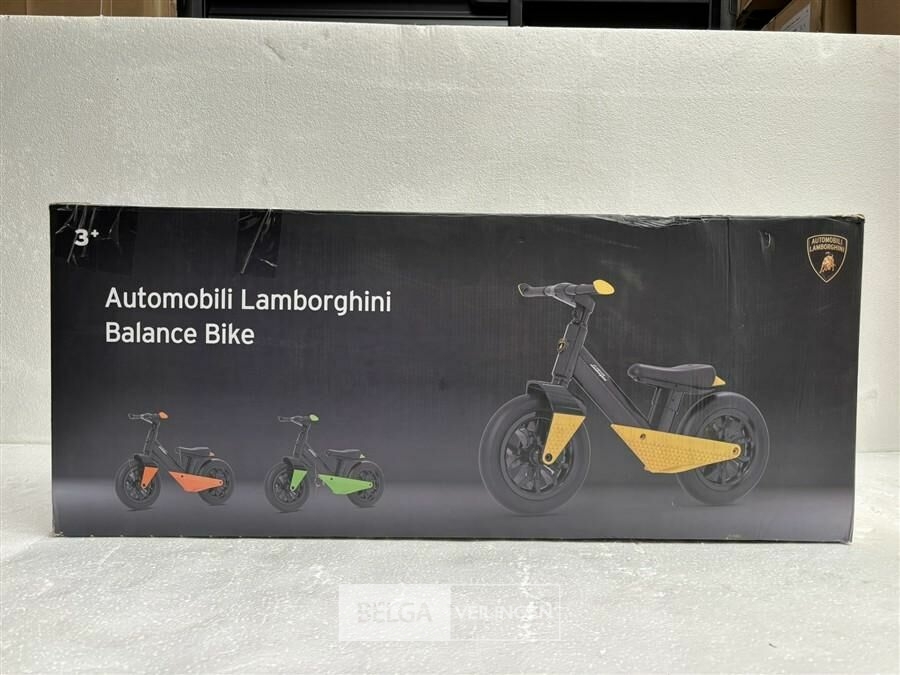 3+
AUTOMOBILI
LAMBORGHINI
Automobili Lamborghini
Balance Bike
BELGA VEILINGEN